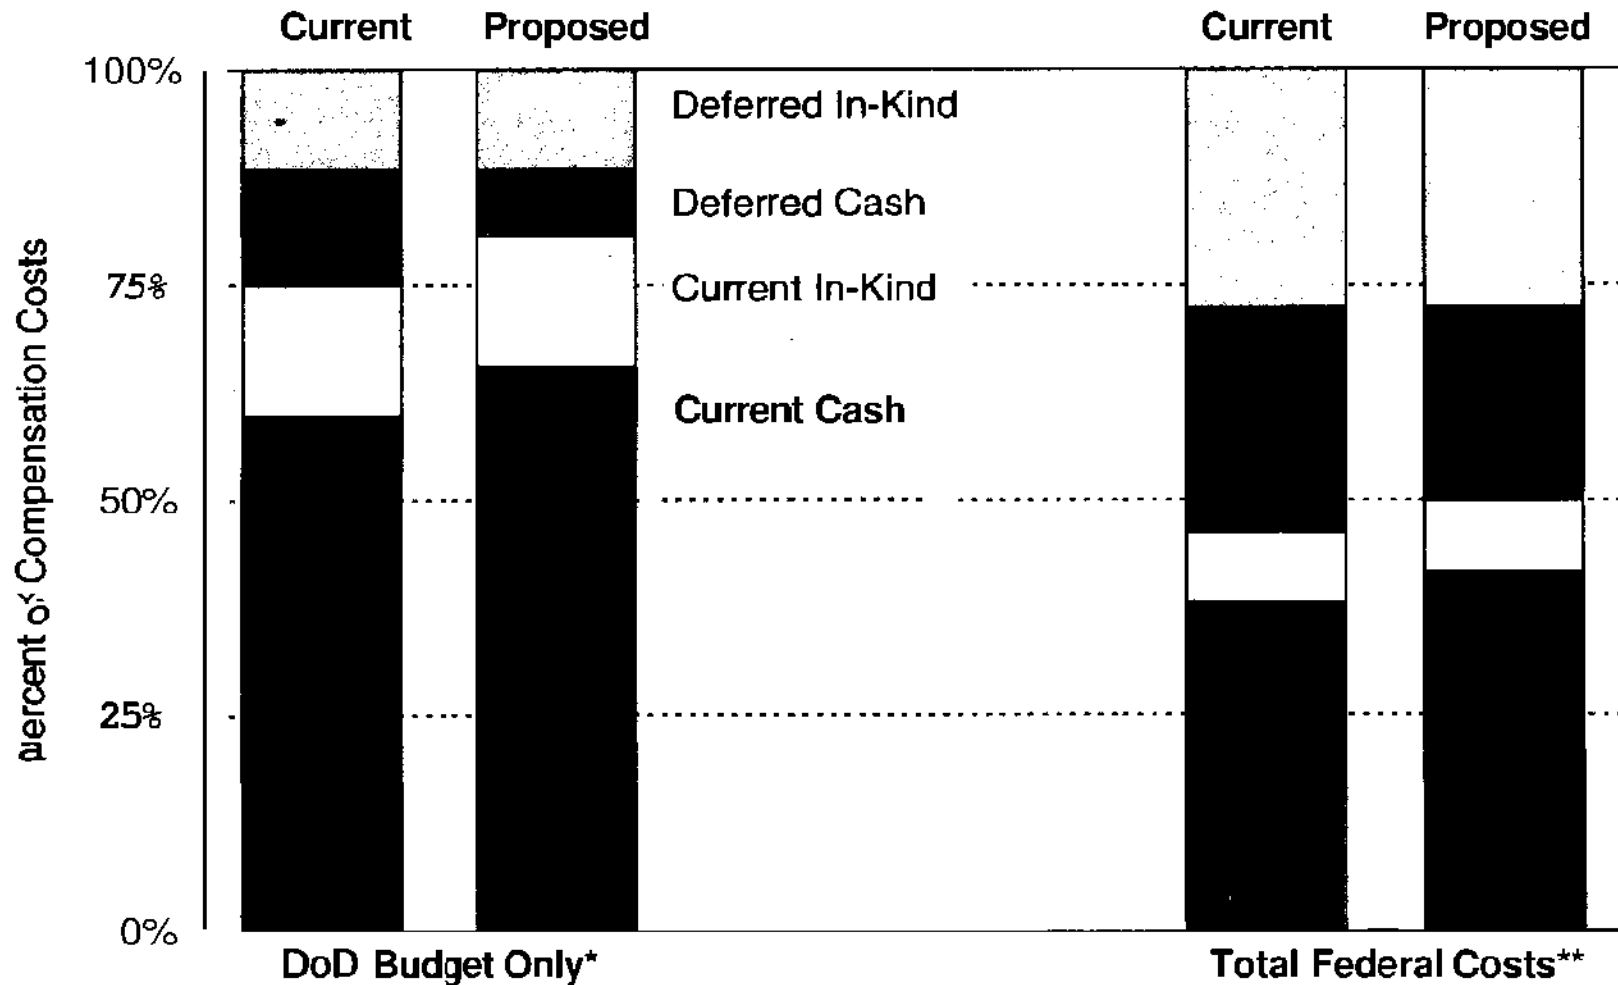 Current Proposed Current Proposed
100%
Deferred In-Kind
Deferred Cash
75%
Current In-Kind
Current Cash
50%
25%
0%
Percent of Compensation Costs
DoD Budget Only*
Total Federal Costs**